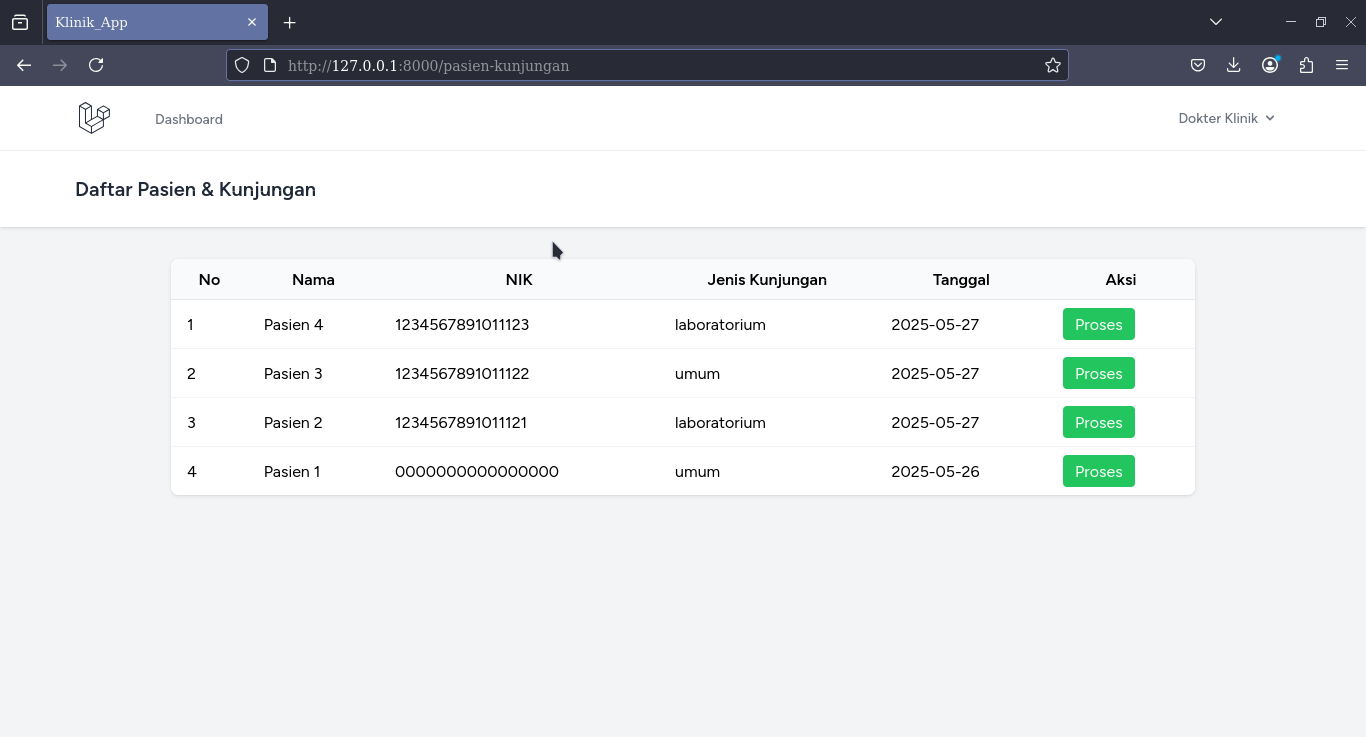 Klinik_App
http://127.0.0.1:8000/pasien-kunjungan
Dashboard
Dokter Klinik
Daftar Pasien & Kunjungan
No Nama NIK Jenis Kunjungan Tanggal Aksi
1 Pasien 4 1234567891011123 laboratorium 2025-05-27 Proses
2 Pasien 3 1234567891011122 umum 2025-05-27 Proses
3 Pasien 2 1234567891011121 laboratorium 2025-05-27 Proses
4 Pasien 1 0000000000000000 umum 2025-05-26 Proses